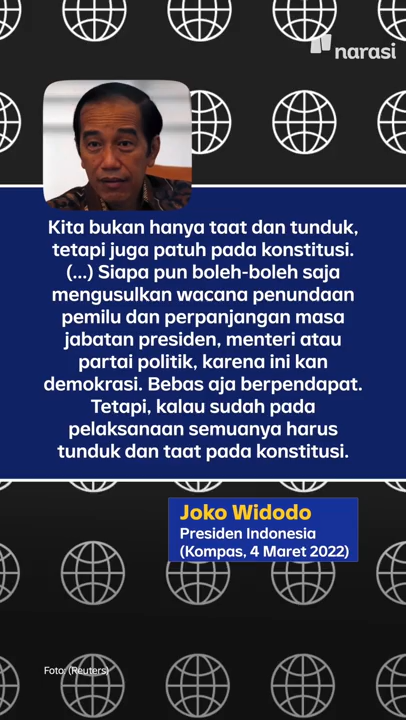 narasi
Kita bukan hanya taat dan tunduk,
tetapi juga patuh pada konstitusi.
(...) Siapa pun boleh-boleh saja
mengusulkan wacana penundaan
pemilu dan perpanjangan masa
jabatan presiden, menteri atau
partai politik, karena ini kan
demokrasi. Bebas aja berpendapat.
Tetapi, kalau sudah pada
pelaksanaan semuanya harus
tunduk dan taat pada konstitusi.
Joko Widodo
Presiden Indonesia
(Kompas, 4 Maret 2022)
Foto: (Reuters)